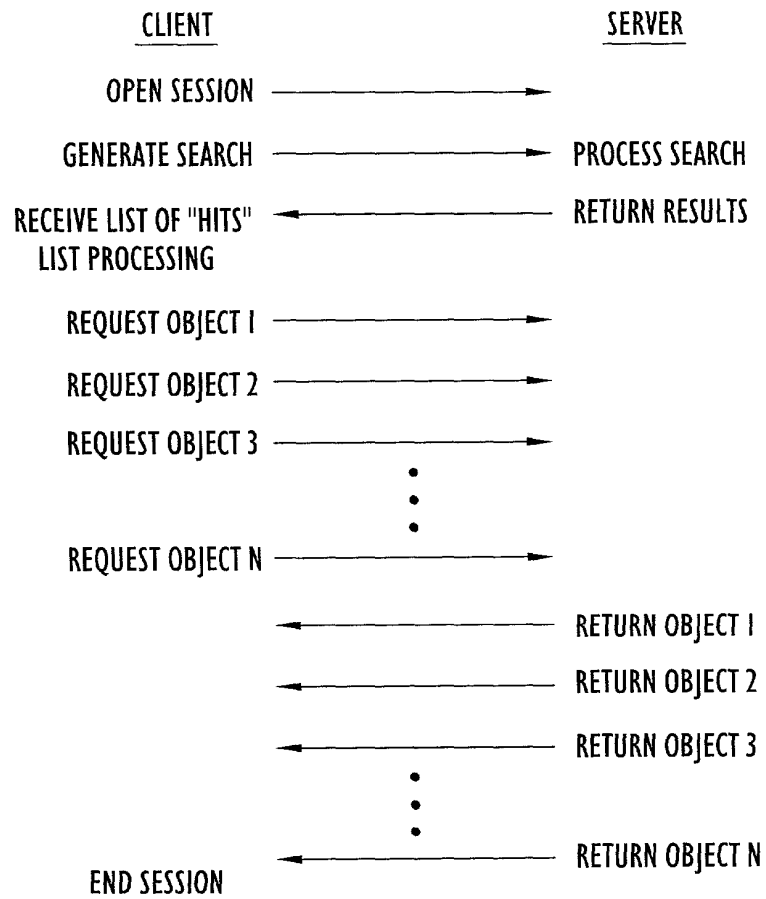 CLIENT SERVER
OPEN SESSION
GENERATE SEARCH PROCESS SEARCH
RECEIVE LIST OF "HITS" RETURN RESULTS
LIST PROCESSING
REQUEST OBJECT 1
REQUEST OBJECT 2
REQUEST OBJECT 3
REQUEST OBJECT N
RETURN OBJECT 1
RETURN OBJECT 2
RETURN OBJECT 3
RETURN OBJECT N
END SESSION